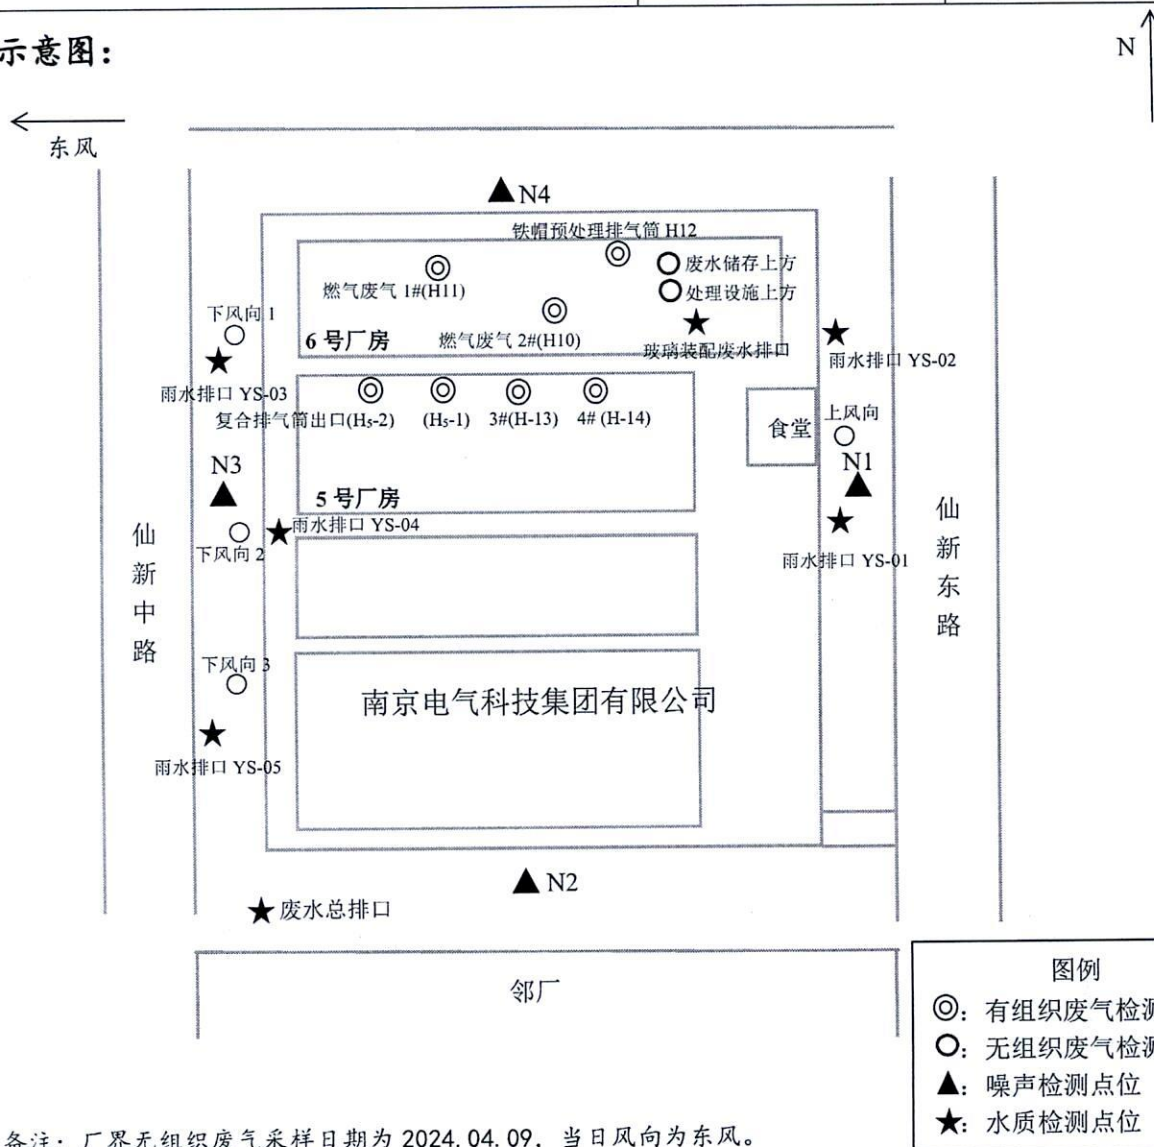 示意图：
N
东风
N4
铁帽预处理排气筒 H12
废水储存上方
燃气废气 1#(H11)
处理设施上方
下风向 1
6 号厂房
燃气废气 2#(H10)
玻璃装配废水排口
雨水排口 YS-02
雨水排口 YS-03
复合排气筒出口(H₅-2)
(H₅-1)
3#(H-13)
4# (H-14)
食堂
上风向
N3
N1
5 号厂房
雨水排口 YS-04
下风向 2
雨水排口 YS-01
仙新中路
仙新东路
下风向 3
南京电气科技集团有限公司
雨水排口 YS-05
N2
废水总排口
邻厂
图例
◎：有组织废气检测
○：无组织废气检测
▲：噪声检测点位
★：水质检测点位
备注：厂界无组织废气采样日期为 2024.04.09，当日风向为东风。